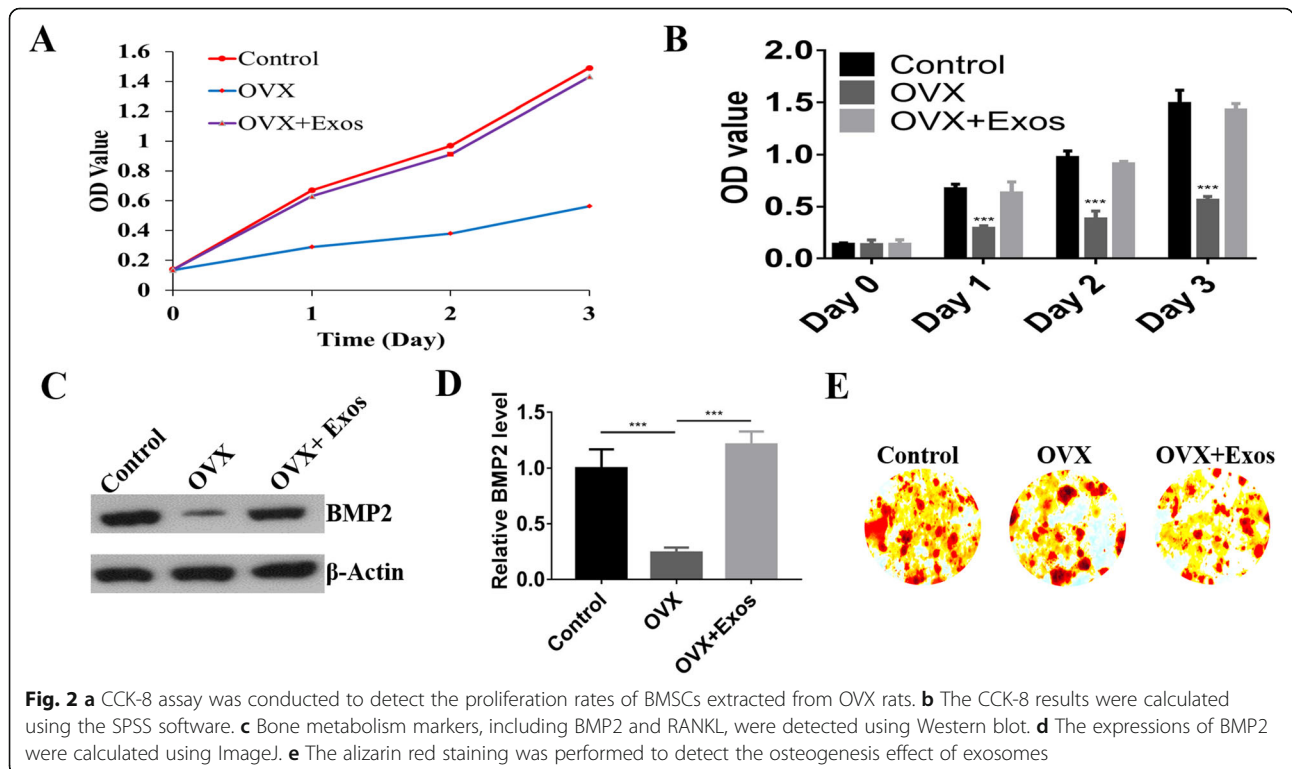 A
1.6
1.4
1.2
1
0.8
0.6
0.4
0.2
0
OD Value
Control
OVX
OVX+Exos
0
1
2
3
Time (Day)
B
OD value
2.0
1.5
1.0
0.5
0.0
Control
OVX
OVX+Exos
***
***
***
Day 0
Day 1
Day 2
Day 3
C
Control
OVX
OVX+ Exos
BMP2
β-Actin
D
Relative BMP2 level
1.5
1.0
0.5
0.0
***
***
Control
OVX
OVX+Exos
E
Control
OVX
OVX+Exos
Fig. 2 a CCK-8 assay was conducted to detect the proliferation rates of BMSCs extracted from OVX rats. b The CCK-8 results were calculated
using the SPSS software. c Bone metabolism markers, including BMP2 and RANKL, were detected using Western blot. d The expressions of BMP2
were calculated using ImageJ. e The alizarin red staining was performed to detect the osteogenesis effect of exosomes